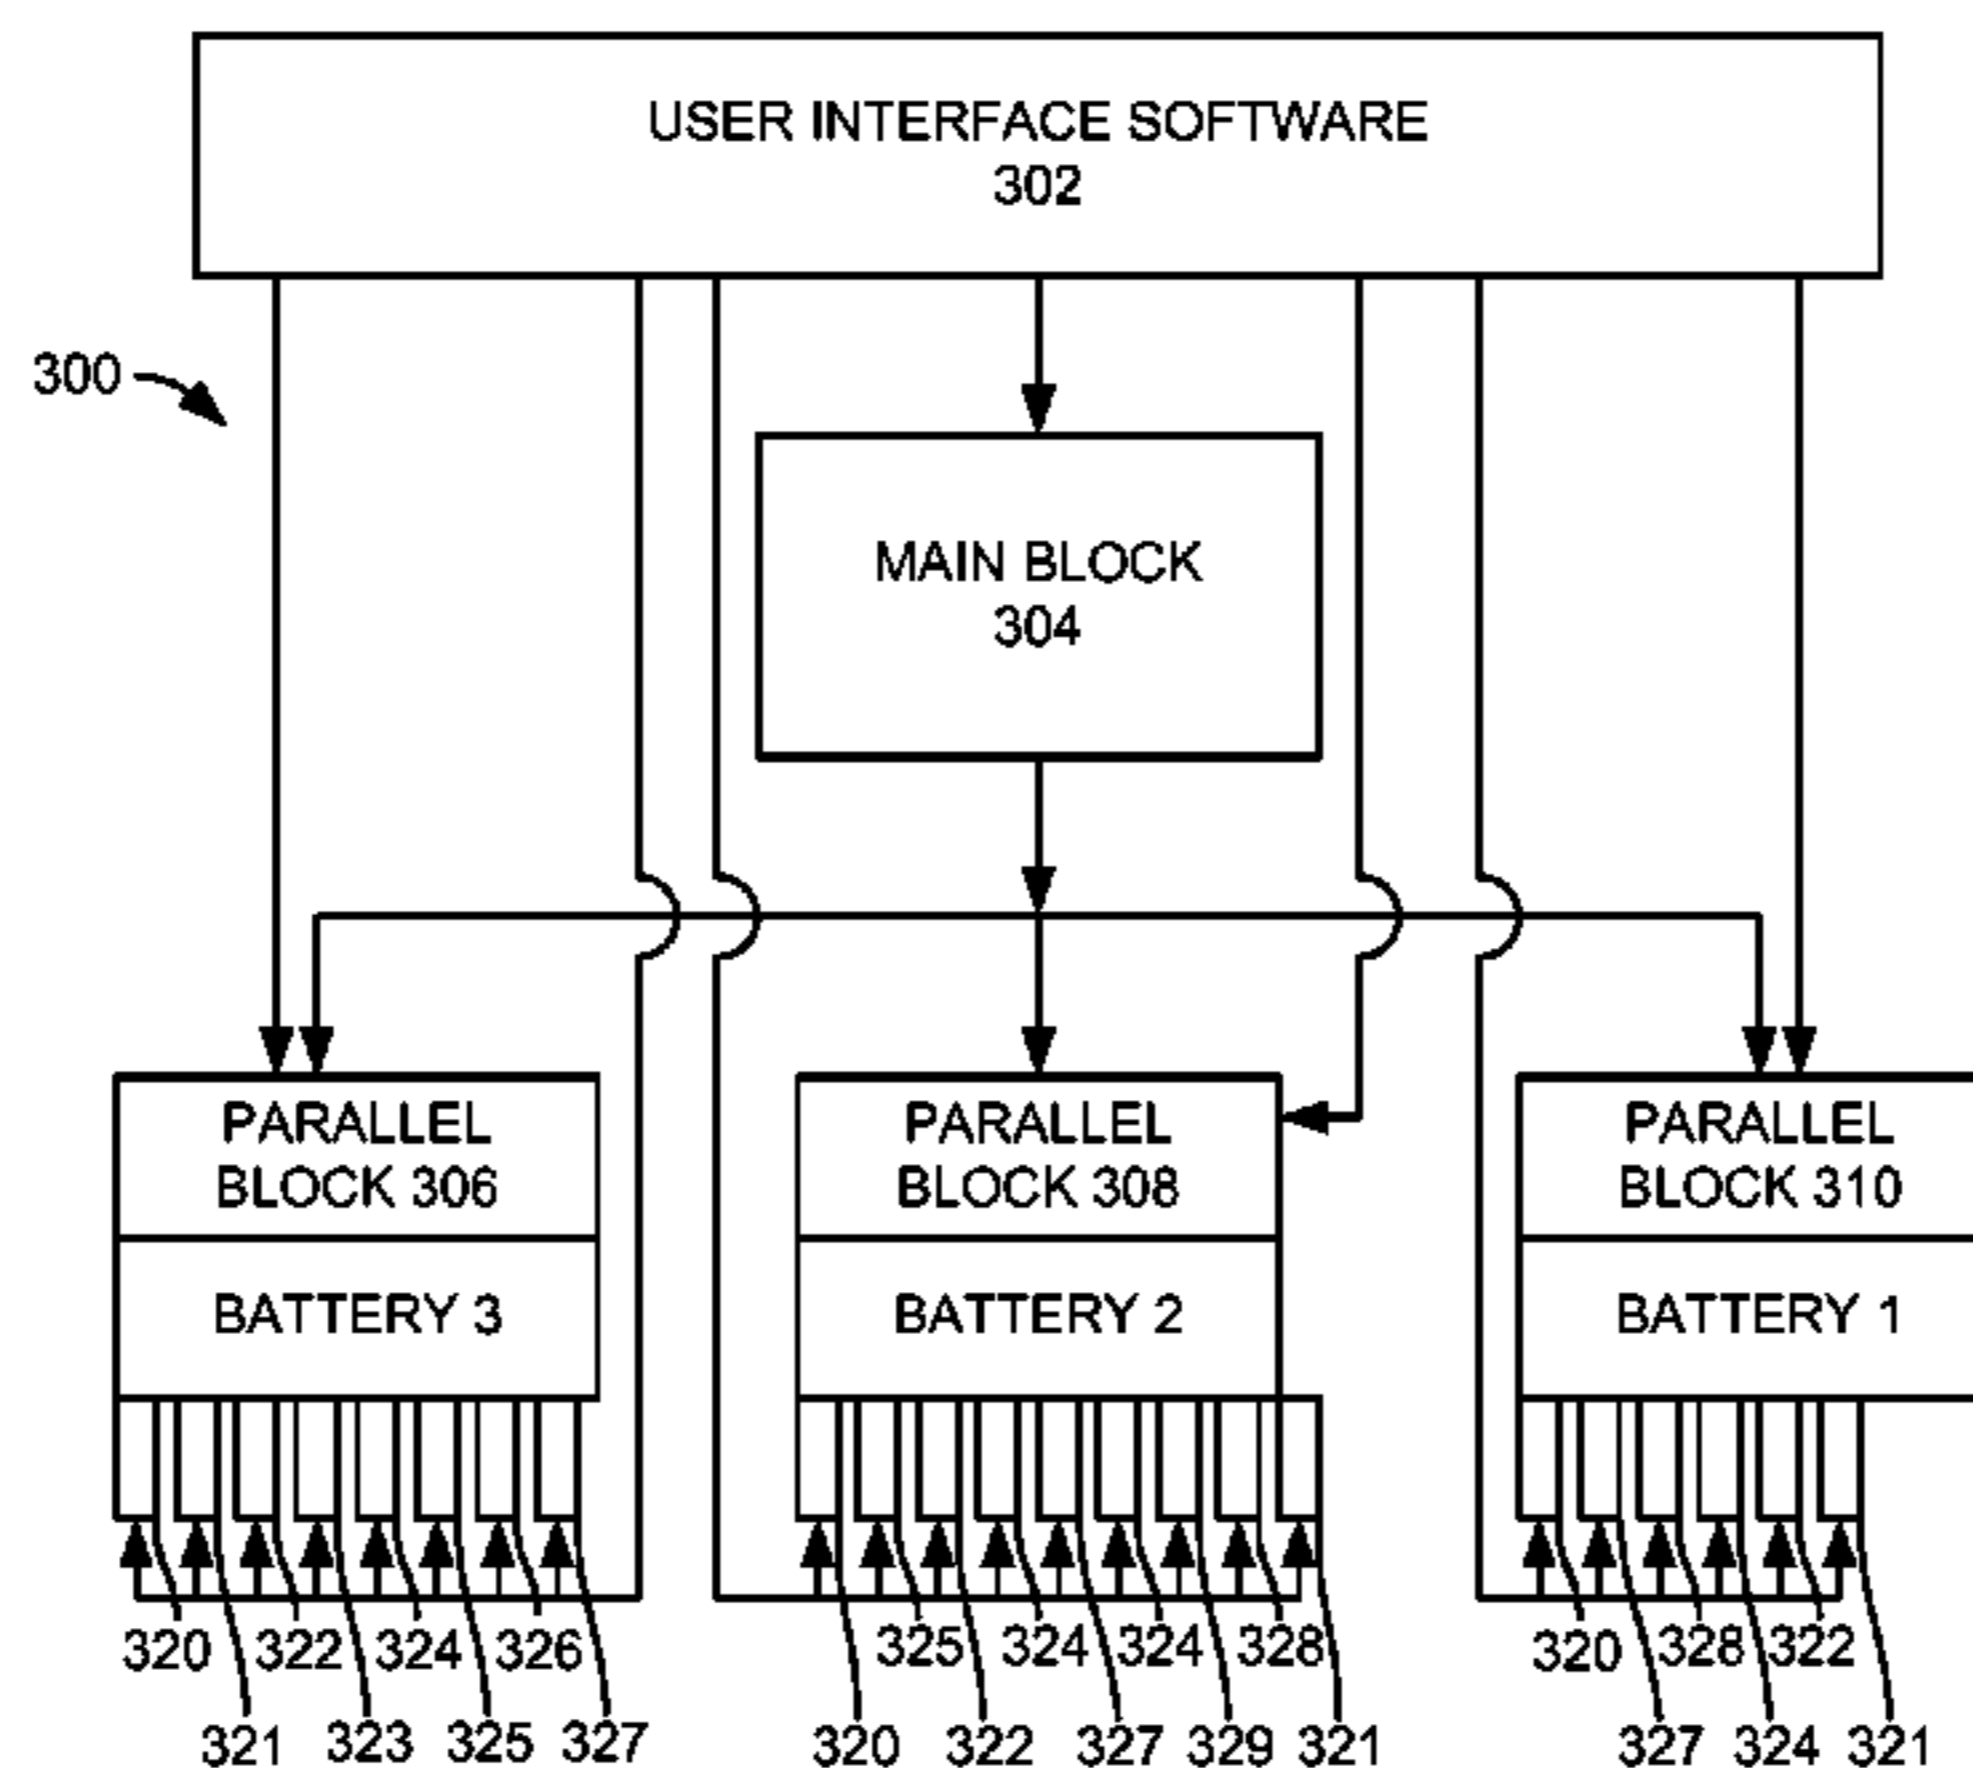 USER INTERFACE SOFTWARE
302
300
MAIN BLOCK
304
PARALLEL
BLOCK 306
BATTERY 3
PARALLEL
BLOCK 308
BATTERY 2
PARALLEL
BLOCK 310
BATTERY 1
320 322 324 326
321 323 325 327
325 324 324 328
320 322 327 329 321
320 328 322
327 324 321